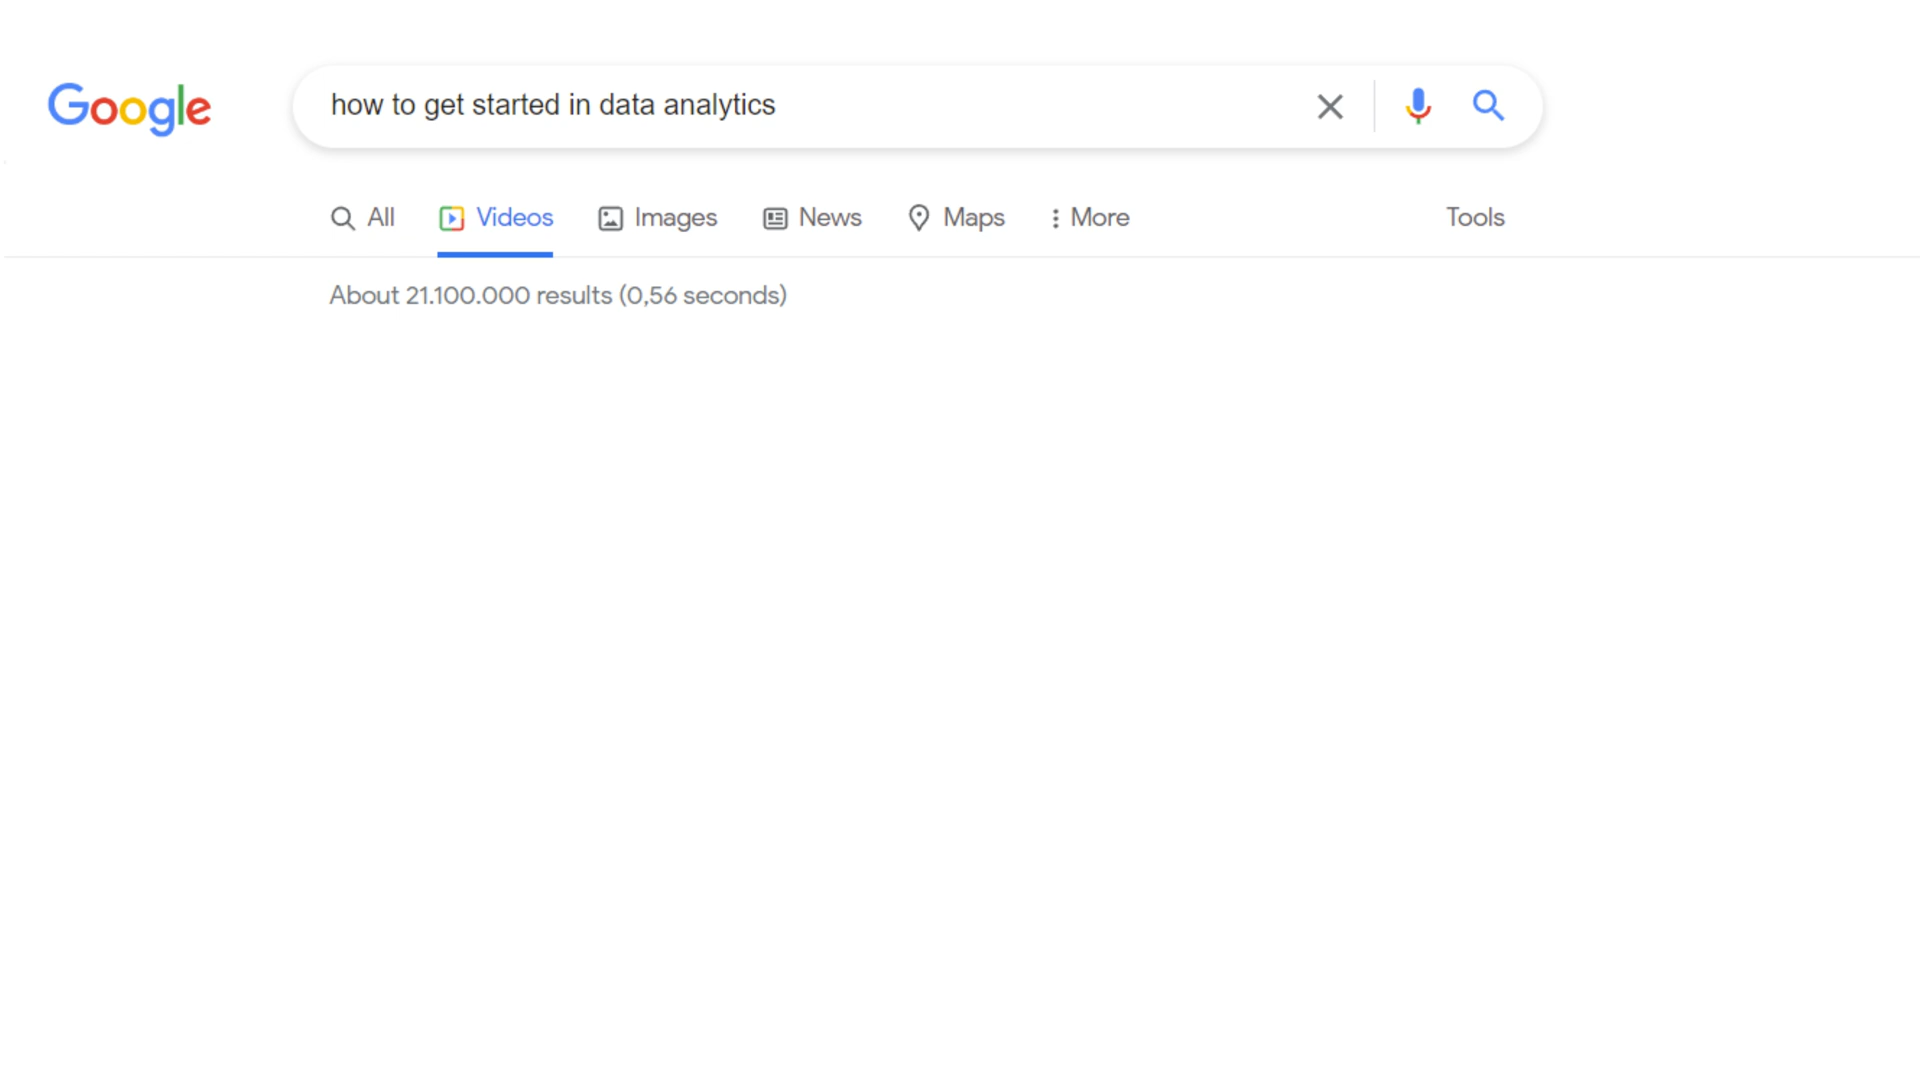 Google
how to get started in data analytics
All Videos Images News Maps More Tools
About 21.100.000 results (0,56 seconds)